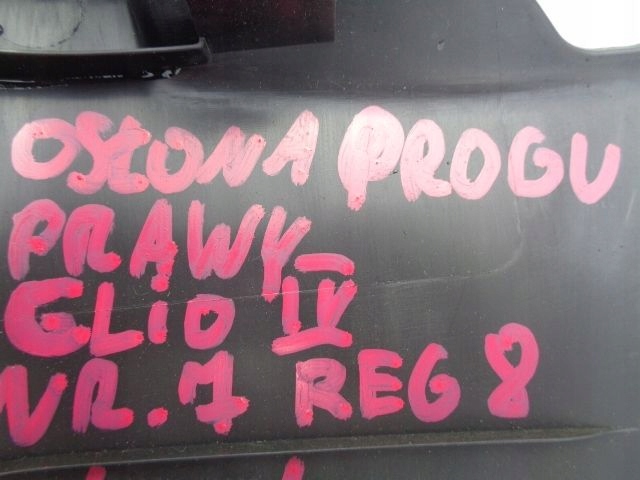 OSŁONA PROGU
PRAWY
CLIO IV
NR.7 REG 8